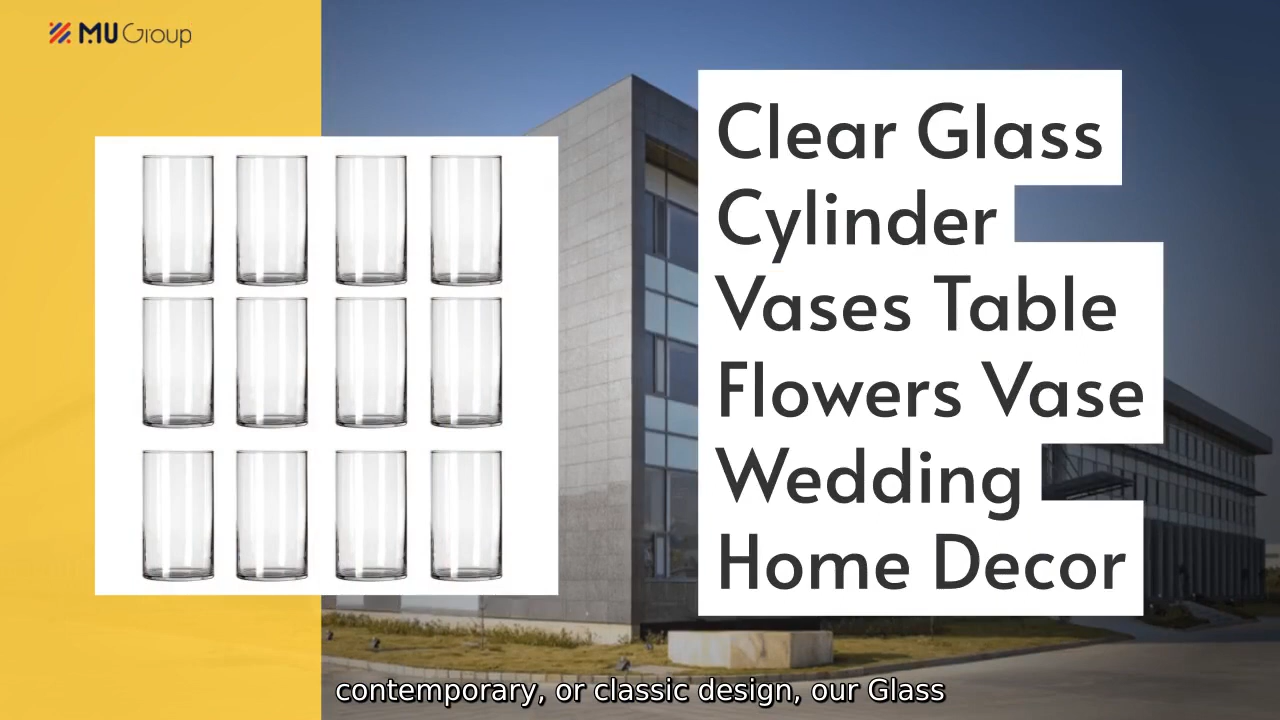 MU Group
Clear Glass
Cylinder
Vases Table
Flowers Vase
Wedding
Home Decor
contemporary, or classic design, our Glass